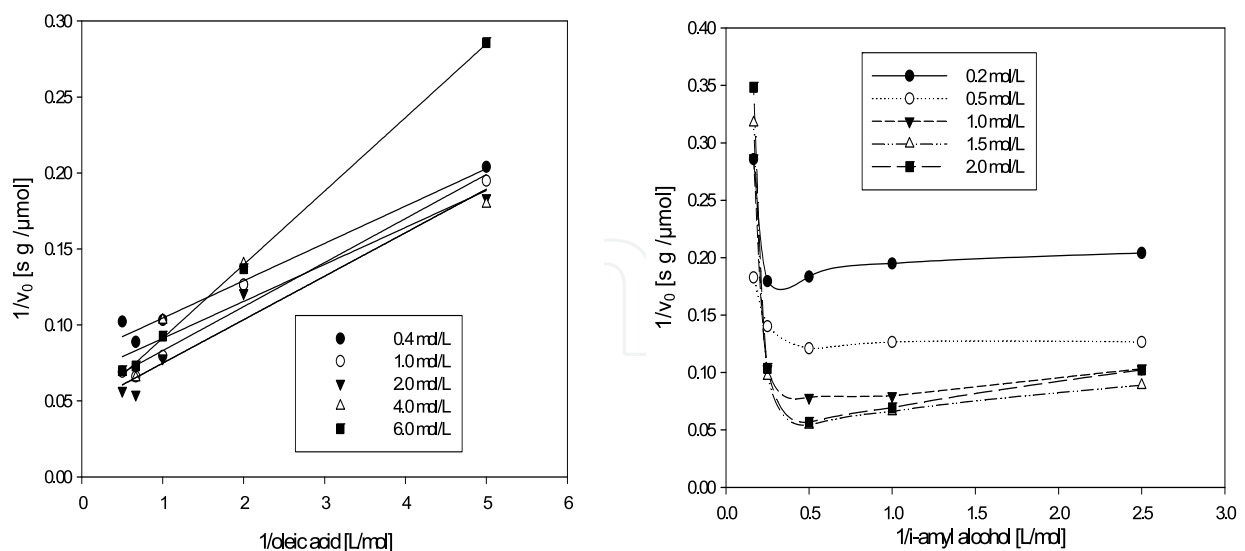 0.30
0.25
0.20
0.15
0.10
0.05
0.00
1/v0 [s g /µmol]
0 1 2 3 4 5 6
1/oleic acid [L/mol]
0.4 mol/L
1.0 mol/L
2.0 mol/L
4.0 mol/L
6.0 mol/L
0.40
0.35
0.30
0.25
0.20
0.15
0.10
0.05
0.00
1/v0 [s g /µmol]
0.0 0.5 1.0 1.5 2.0 2.5 3.0
1/i-amyl alcohol [L/mol]
0.2 mol/L
0.5 mol/L
1.0 mol/L
1.5 mol/L
2.0 mol/L